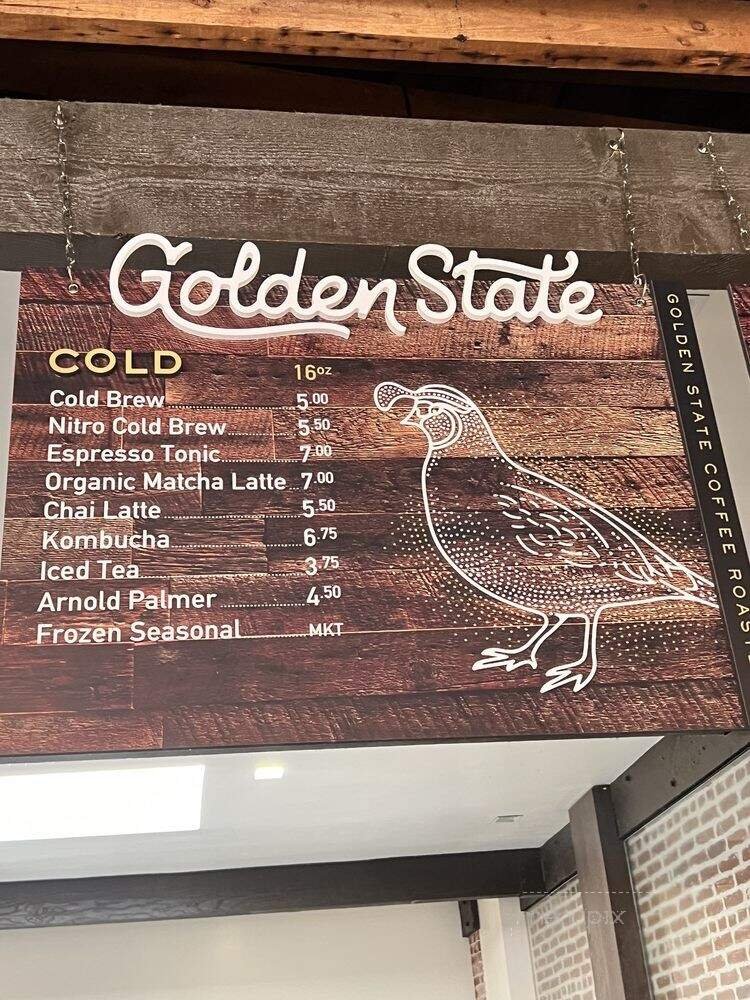 Golden State
COLD
16oz
Cold Brew 5.00
Nitro Cold Brew 5.50
Espresso Tonic 7.00
Organic Matcha Latte 7.00
Chai Latte 5.50
Kombucha 6.75
Iced Tea 3.75
Arnold Palmer 4.50
Frozen Seasonal MKT
GOLDEN STATE COFFEE